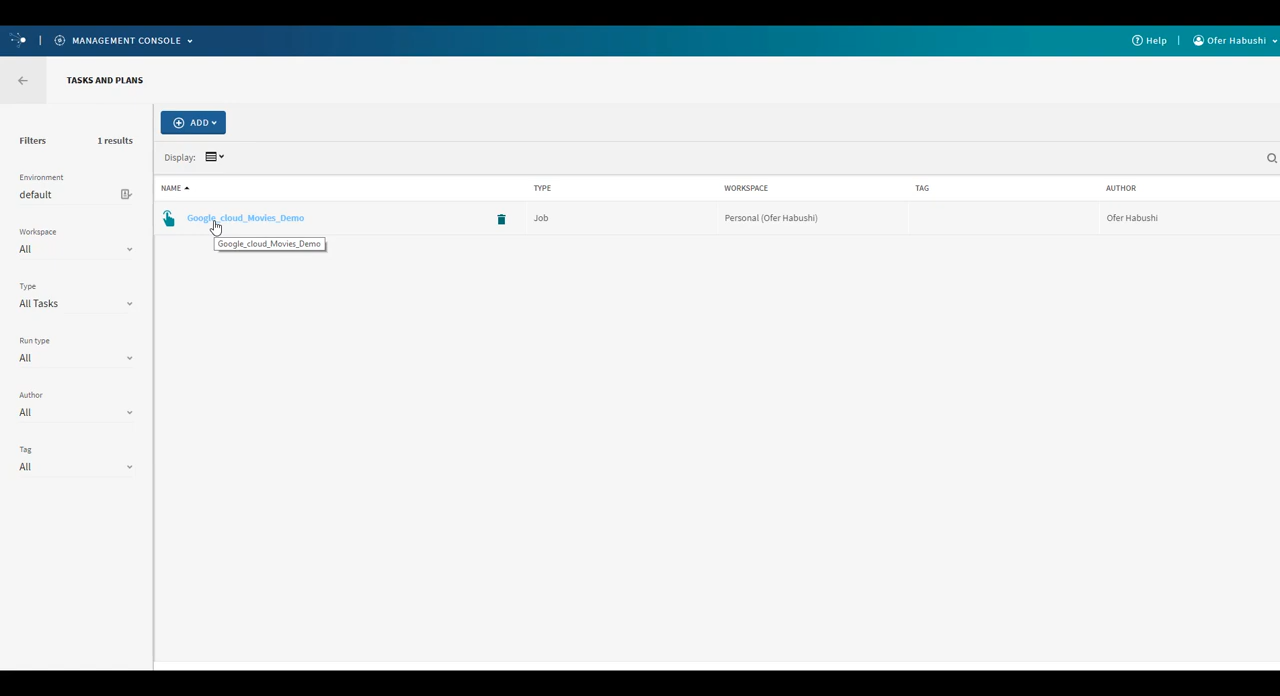 MANAGEMENT CONSOLE
Help
Ofer Habushi
TASKS AND PLANS
Filters 1 results
Environment
default
Workspace
All
Type
All Tasks
Run type
All
Author
All
Tag
All
ADD
Display:
NAME TYPE WORKSPACE TAG AUTHOR
Google_cloud_Movies_Demo Job Personal (Ofer Habushi) Ofer Habushi
Google_cloud_Movies_Demo